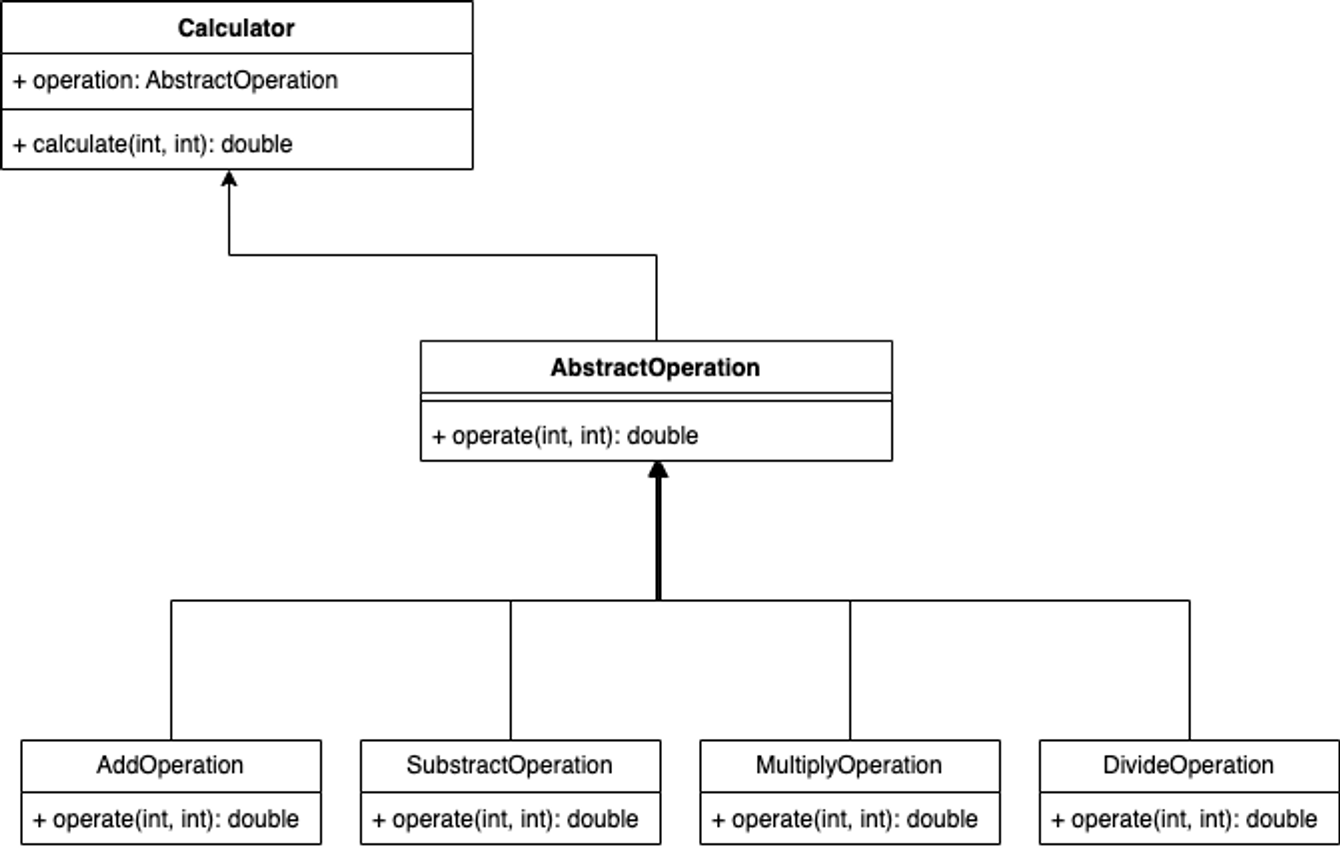 Calculator
+ operation: AbstractOperation
+ calculate(int, int): double
AbstractOperation
+ operate(int, int): double
AddOperation
+ operate(int, int): double
SubstractOperation
+ operate(int, int): double
MultiplyOperation
+ operate(int, int): double
DivideOperation
+ operate(int, int): double